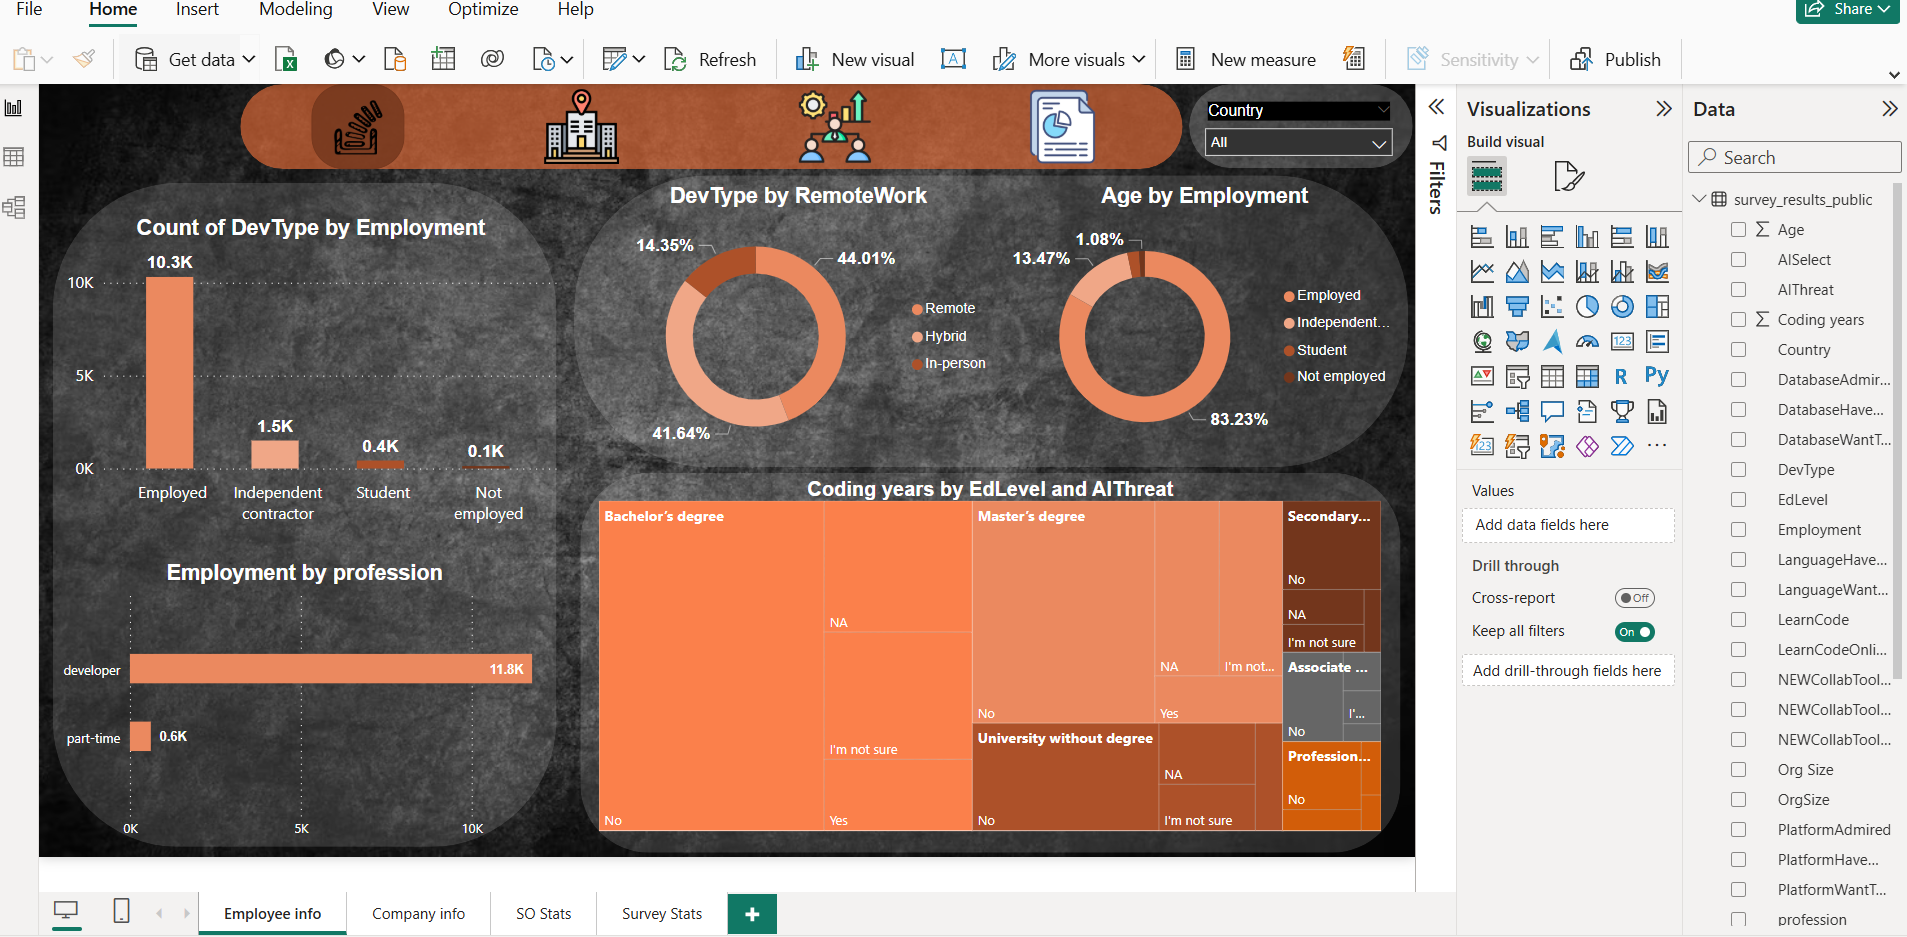 File Home Insert Modeling View Optimize Help Share
Get data Refresh New visual More visuals New measure Sensitivity Publish
Country
All
Count of DevType by Employment
10.3K
10K
5K
0K
1.5K
0.4K
0.1K
Employed
Independent contractor
Student
Not employed
Employment by profession
developer
11.8K
part-time
0.6K
0K 5K 10K
DevType by RemoteWork
14.35%
44.01%
41.64%
Remote
Hybrid
In-person
Age by Employment
1.08%
13.47%
83.23%
Employed
Independent...
Student
Not employed
Coding years by EdLevel and AIThreat
Bachelor's degree
NA
I'm not sure
No
Yes
Master's degree
NA
I'm not...
No
Yes
University without degree
NA
No
I'm not sure
Secondary...
No
NA
I'm not sure
Associate ...
I'...
No
Profession...
No
Filters
Visualizations
Build visual
R
Py
123
Values
Add data fields here
Drill through
Cross-report
Off
Keep all filters
On
Add drill-through fields here
Data
Search
survey_results_public
Age
AISelect
AIThreat
Coding years
Country
DatabaseAdmir...
DatabaseHave...
DatabaseWantT...
DevType
EdLevel
Employment
LanguageHave...
LanguageWant...
LearnCode
LearnCodeOnli...
NEWCollabTool...
NEWCollabTool...
NEWCollabTool...
Org Size
OrgSize
PlatformAdmired
PlatformHave...
PlatformWantT...
profession
Employee info
Company info
SO Stats
Survey Stats